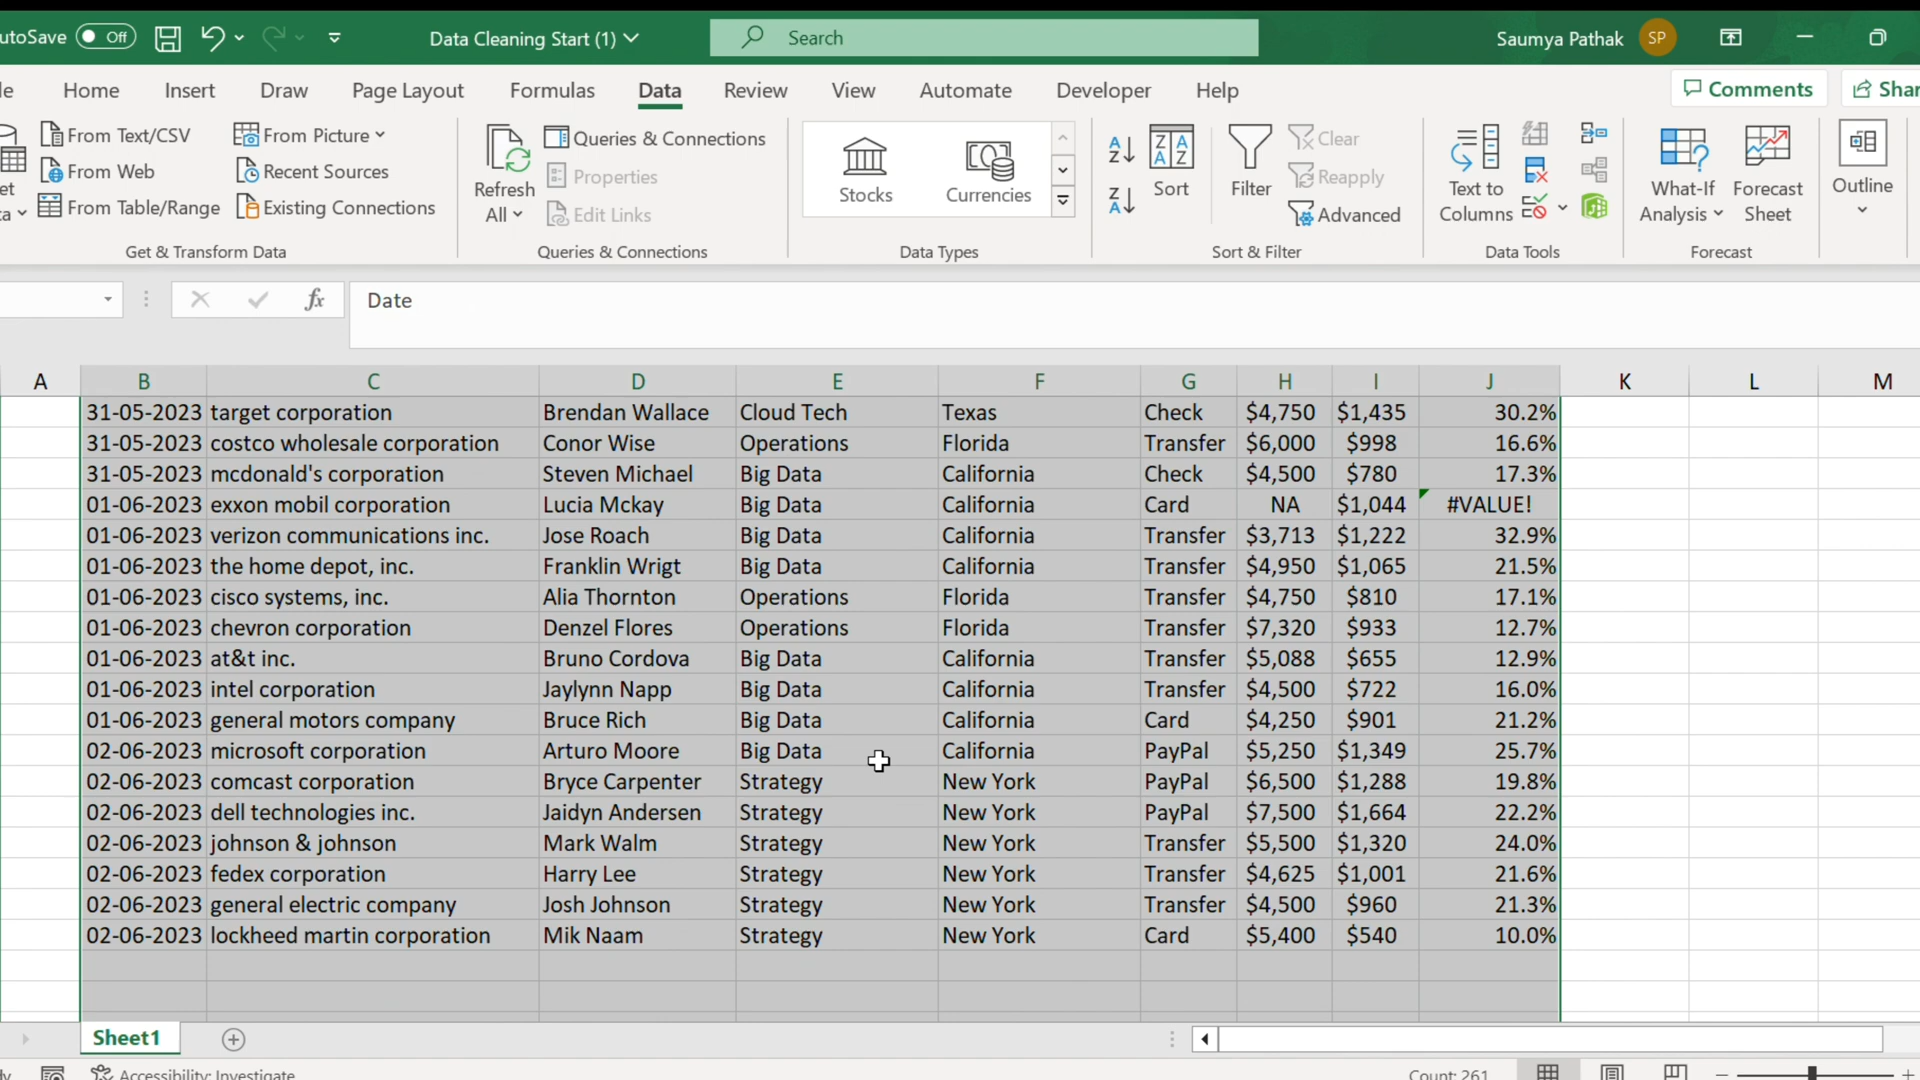 utoSave Off Data Cleaning Start (1) Search Saumya Pathak SP
le Home Insert Draw Page Layout Formulas Data Review View Automate Developer Help Comments Shar
From Text/CSV From Picture
From Web Recent Sources
From Table/Range Existing Connections
et
ta
Get & Transform Data
Refresh
All
Queries & Connections
Properties
Edit Links
Queries & Connections
Stocks Currencies
Data Types
Sort Filter
Clear
Reapply
Advanced
Sort & Filter
Text to
Columns
Data Tools
What-If
Analysis
Forecast
Sheet
Forecast
Outline
fx Date
A B C D E F G H I J K L M
31-05-2023 target corporation Brendan Wallace Cloud Tech Texas Check $4,750 $1,435 30.2%
31-05-2023 costco wholesale corporation Conor Wise Operations Florida Transfer $6,000 $998 16.6%
31-05-2023 mcdonald's corporation Steven Michael Big Data California Check $4,500 $780 17.3%
01-06-2023 exxon mobil corporation Lucia Mckay Big Data California Card NA $1,044 #VALUE!
01-06-2023 verizon communications inc. Jose Roach Big Data California Transfer $3,713 $1,222 32.9%
01-06-2023 the home depot, inc. Franklin Wrigt Big Data California Transfer $4,950 $1,065 21.5%
01-06-2023 cisco systems, inc. Alia Thornton Operations Florida Transfer $4,750 $810 17.1%
01-06-2023 chevron corporation Denzel Flores Operations Florida Transfer $7,320 $933 12.7%
01-06-2023 at&t inc. Bruno Cordova Big Data California Transfer $5,088 $655 12.9%
01-06-2023 intel corporation Jaylynn Napp Big Data California Transfer $4,500 $722 16.0%
01-06-2023 general motors company Bruce Rich Big Data California Card $4,250 $901 21.2%
02-06-2023 microsoft corporation Arturo Moore Big Data California PayPal $5,250 $1,349 25.7%
02-06-2023 comcast corporation Bryce Carpenter Strategy New York PayPal $6,500 $1,288 19.8%
02-06-2023 dell technologies inc. Jaidyn Andersen Strategy New York PayPal $7,500 $1,664 22.2%
02-06-2023 johnson & johnson Mark Walm Strategy New York Transfer $5,500 $1,320 24.0%
02-06-2023 fedex corporation Harry Lee Strategy New York Transfer $4,625 $1,001 21.6%
02-06-2023 general electric company Josh Johnson Strategy New York Transfer $4,500 $960 21.3%
02-06-2023 lockheed martin corporation Mik Naam Strategy New York Card $5,400 $540 10.0%
Sheet1
dy Accessibility: Investigate Count: 261